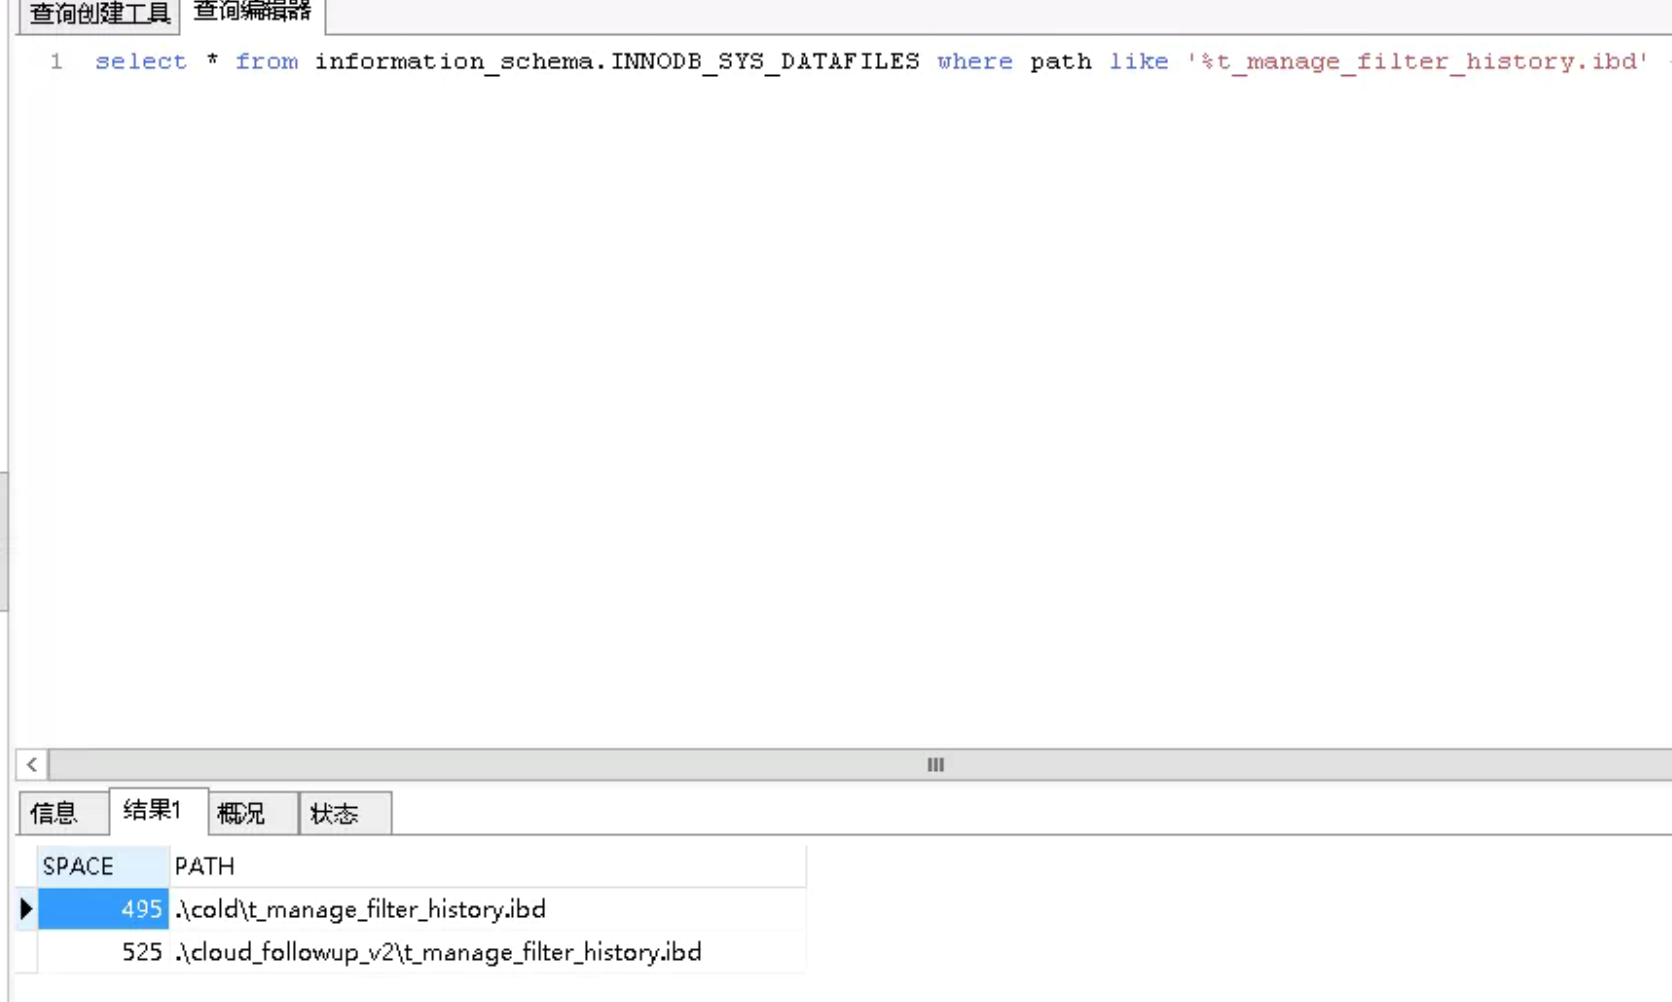 查询创建工具 查询编辑器
1 select * from information_schema.INNODB_SYS_DATAFILES where path like '%t_manage_filter_history.ibd'
信息 结果1 概况 状态
SPACE PATH
495 .\cold\t_manage_filter_history.ibd
525 .\cloud_followup_v2\t_manage_filter_history.ibd